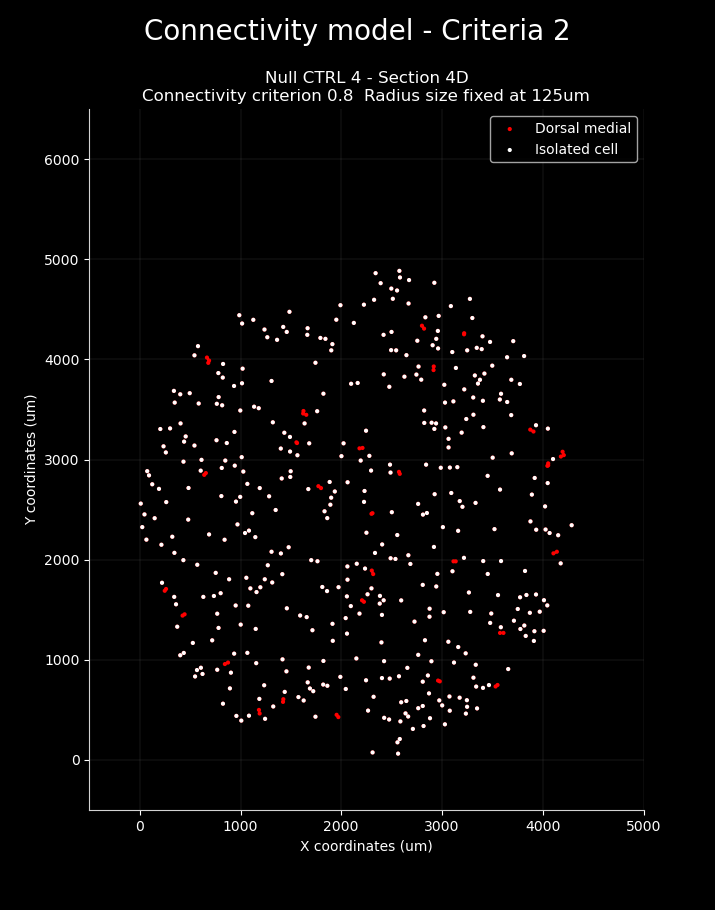 Connectivity model - Criteria 2
Null CTRL 4 - Section 4D
Connectivity criterion 0.8  Radius size fixed at 125um
Dorsal medial
Isolated cell
6000
5000
4000
3000
2000
1000
0
Y coordinates (um)
0
1000
2000
3000
4000
5000
X coordinates (um)